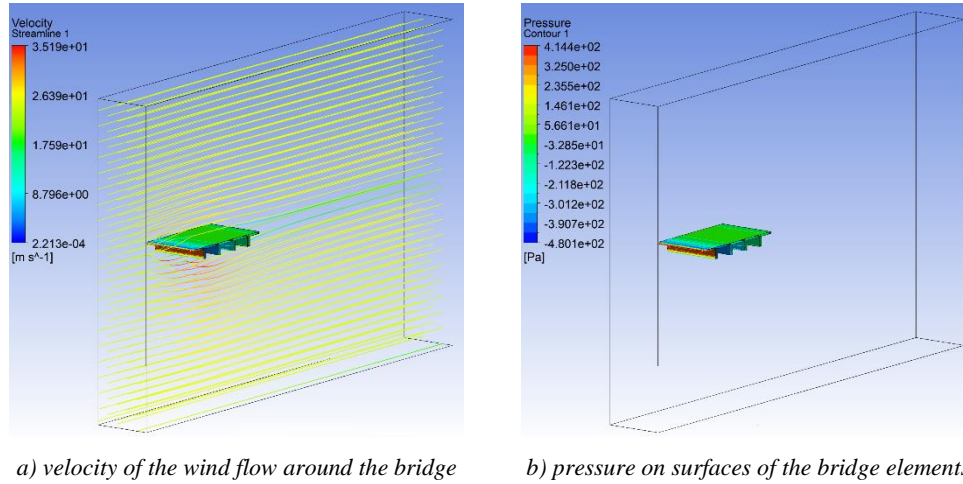 Velocity
Streamline 1
3.519e+01
2.639e+01
1.759e+01
8.796e+00
2.213e-04
[m s^-1]
Pressure
Contour 1
4.144e+02
3.250e+02
2.355e+02
1.461e+02
5.661e+01
-3.285e+01
-1.223e+02
-2.118e+02
-3.012e+02
-3.907e+02
-4.801e+02
[Pa]
a) velocity of the wind flow around the bridge
b) pressure on surfaces of the bridge element